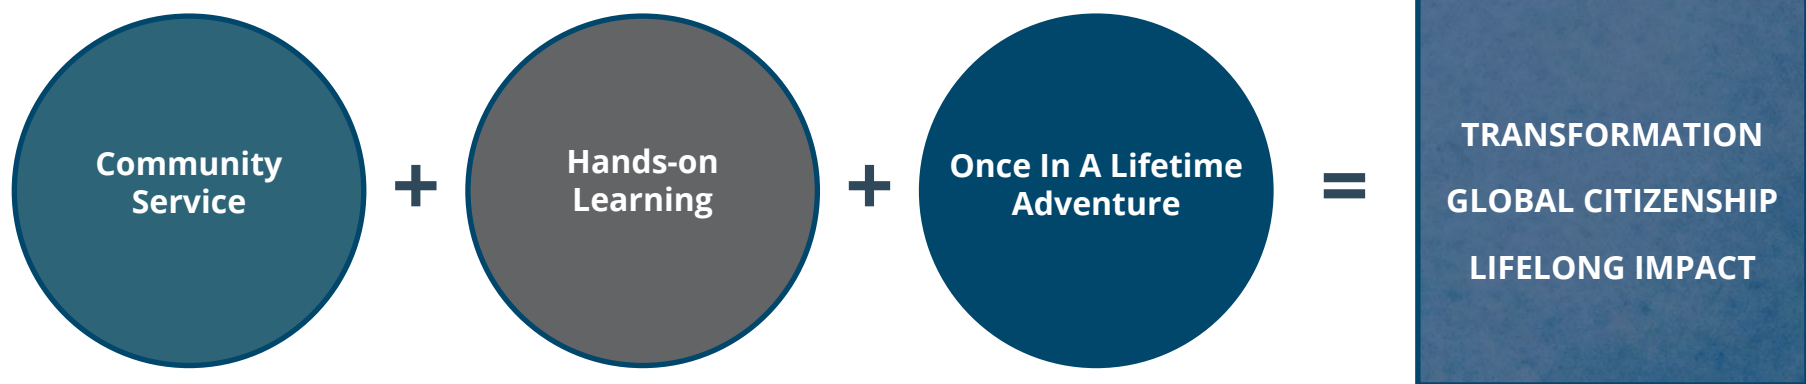 Community
Service
+
Hands-on
Learning
+
Once In A Lifetime
Adventure
=
TRANSFORMATION
GLOBAL CITIZENSHIP
LIFELONG IMPACT